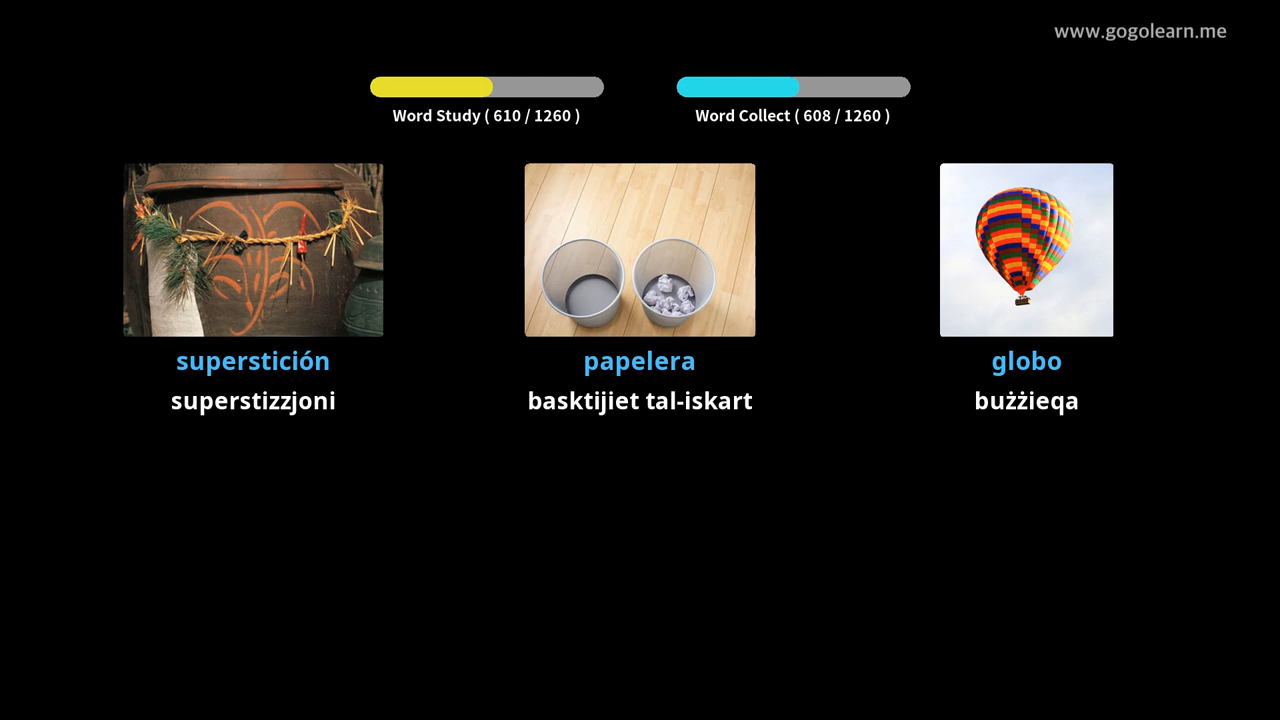 www.gogolearn.me
Word Study ( 610 / 1260 )
Word Collect ( 608 / 1260 )
superstición
papelera
globo
superstizzjoni
basktijiet tal-iskart
bużżieqa